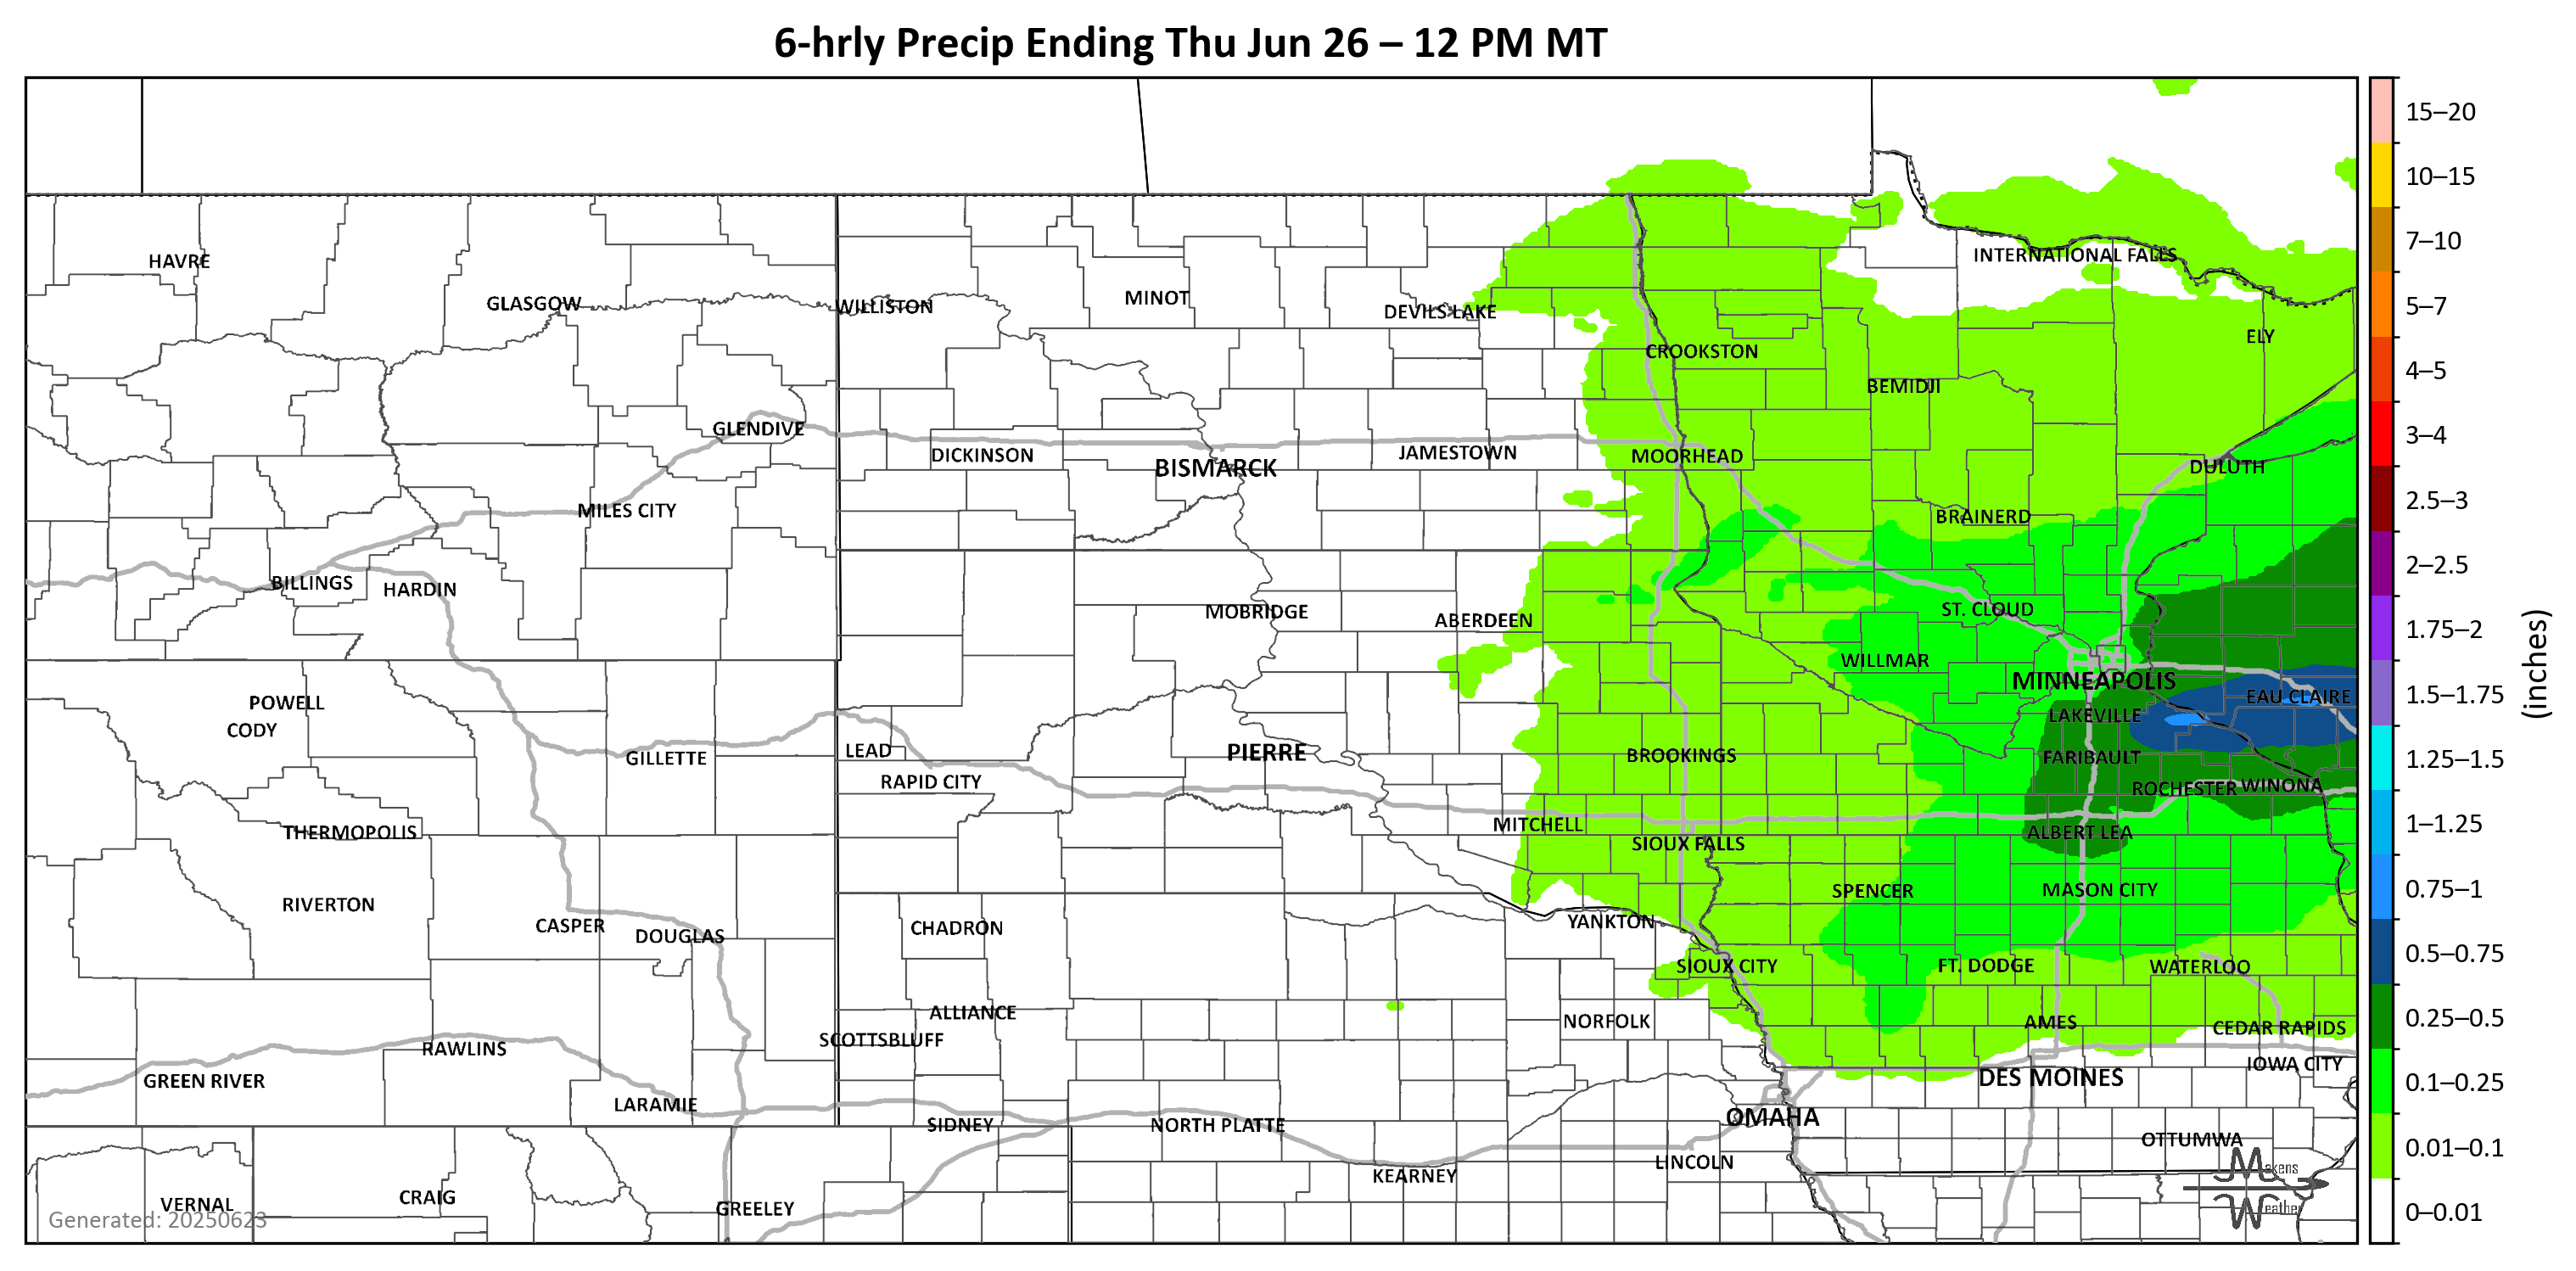 6-hrly Precip Ending Thu Jun 26 – 12 PM MT
15–20
10–15
7–10
5–7
4–5
3–4
2.5–3
2–2.5
1.75–2
1.5–1.75
1.25–1.5
1–1.25
0.75–1
0.5–0.75
0.25–0.5
0.1–0.25
0.01–0.1
0–0.01
(inches)
HAVRE
INTERNATIONAL FALLS
GLASGOW
WILLISTON
MINOT
DEVILS LAKE
ELY
CROOKSTON
BEMIDJI
GLENDIVE
DICKINSON
BISMARCK
JAMESTOWN
MOORHEAD
DULUTH
MILES CITY
BRAINERD
BILLINGS
HARDIN
MOBRIDGE
ABERDEEN
ST. CLOUD
WILLMAR
MINNEAPOLIS
POWELL
EAU CLAIRE
CODY
LAKEVILLE
GILLETTE
LEAD
PIERRE
BROOKINGS
FARIBAULT
RAPID CITY
ROCHESTER
WINONA
THERMOPOLIS
MITCHELL
ALBERT LEA
SIOUX FALLS
RIVERTON
SPENCER
MASON CITY
CASPER
DOUGLAS
CHADRON
YANKTON
SIOUX CITY
FT. DODGE
WATERLOO
ALLIANCE
NORFOLK
AMES
CEDAR RAPIDS
SCOTTSBLUFF
RAWLINS
IOWA CITY
GREEN RIVER
DES MOINES
LARAMIE
SIDNEY
NORTH PLATTE
OMAHA
OTTUMWA
LINCOLN
KEARNEY
VERNAL
CRAIG
GREELEY
Generated: 20250623
Makens
Weather